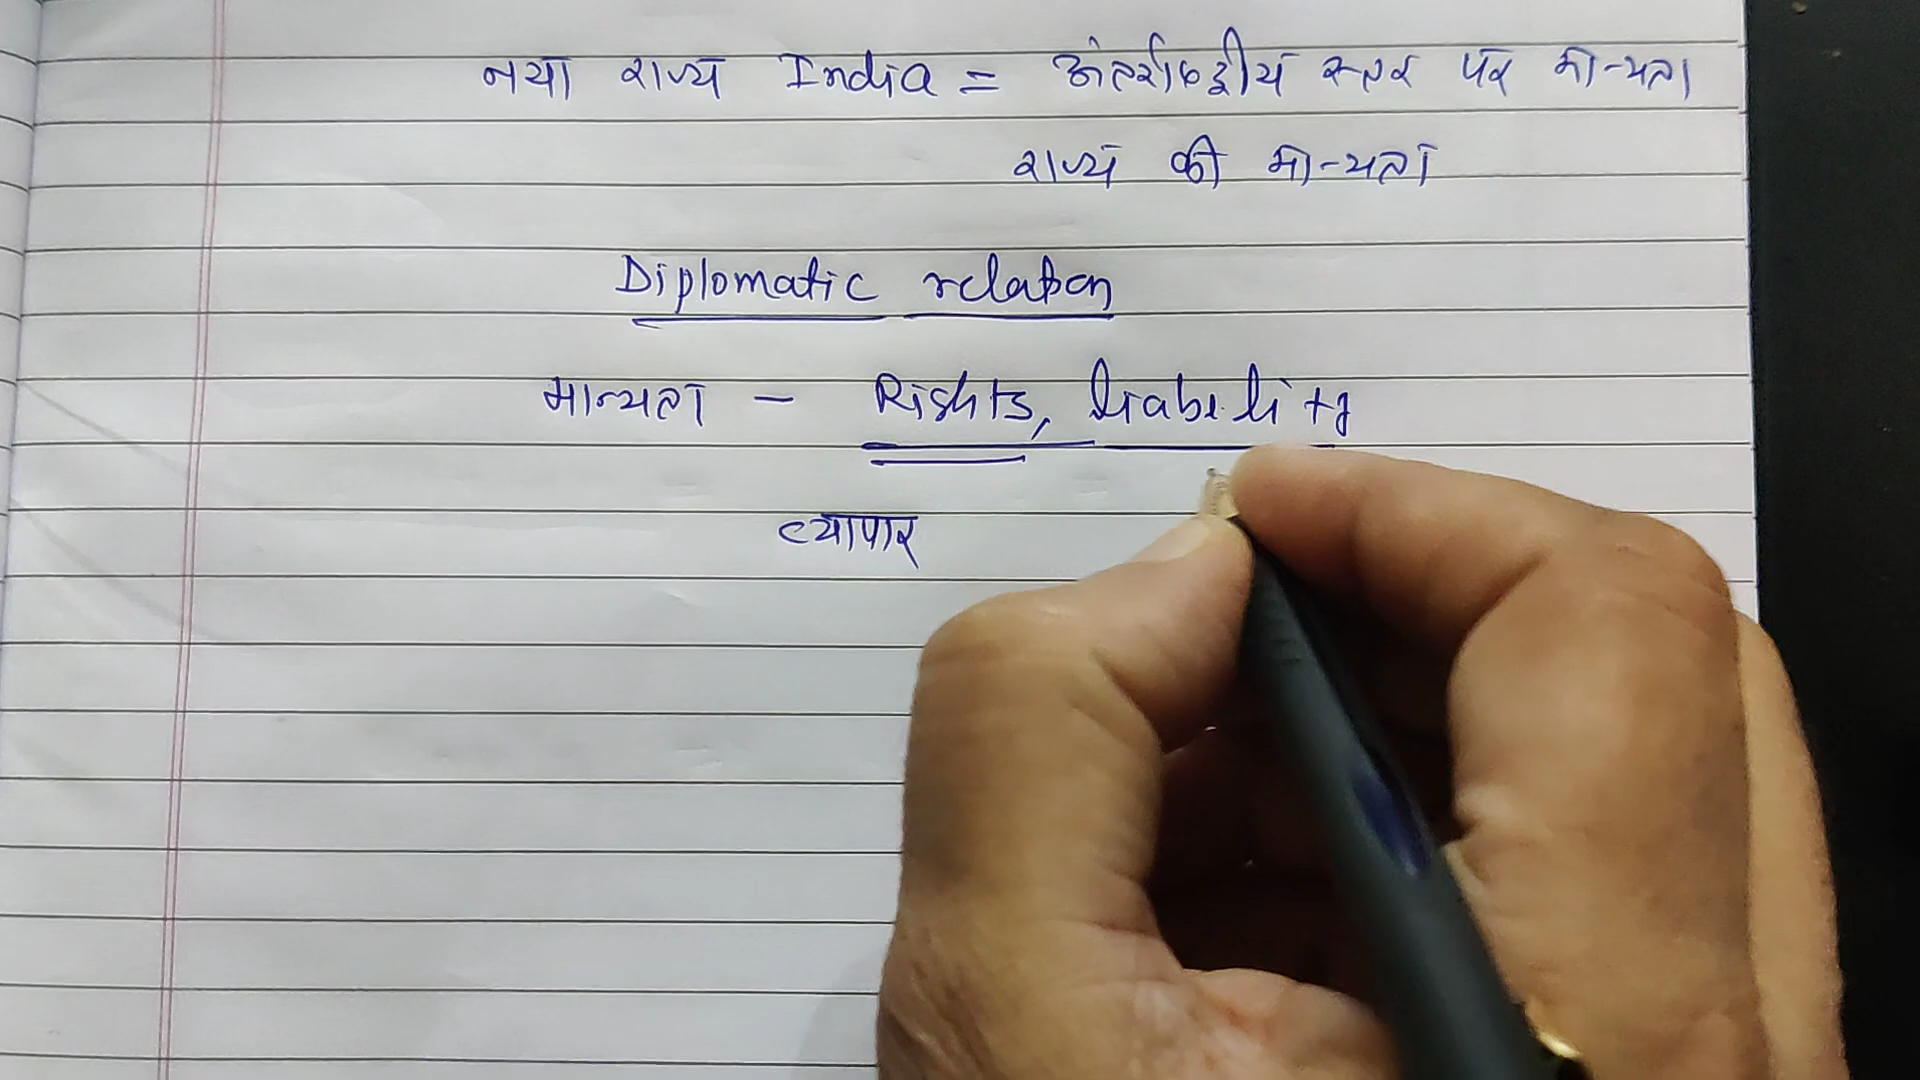 नया राज्य India = अंतर्राष्ट्रीय स्तर पर मान्यता
राज्य की मान्यता
Diplomatic relation
मान्यता - Rights, liability
व्यापार